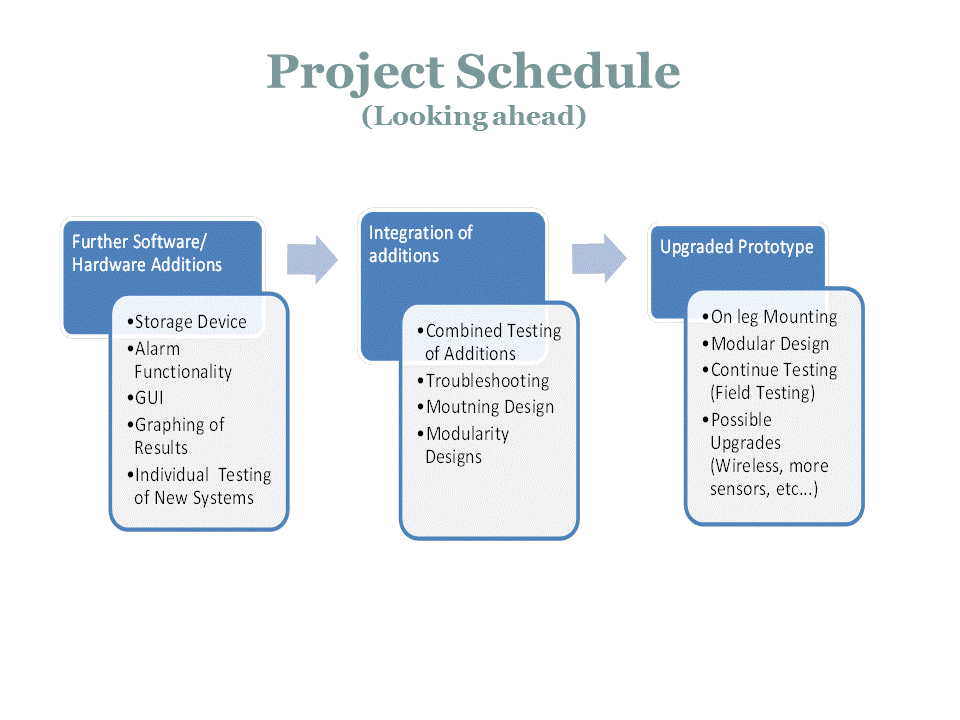 Project Schedule
(Looking ahead)
Further Software/
Hardware Additions
•Storage Device
•Alarm
Functionality
•GUI
•Graphing of
Results
•Individual Testing
of New Systems
Integration of
additions
•Combined Testing
of Additions
•Troubleshooting
•Moutning Design
•Modularity
Designs
Upgraded Prototype
•On leg Mounting
•Modular Design
•Continue Testing
(Field Testing)
•Possible
Upgrades
(Wireless, more
sensors, etc...)